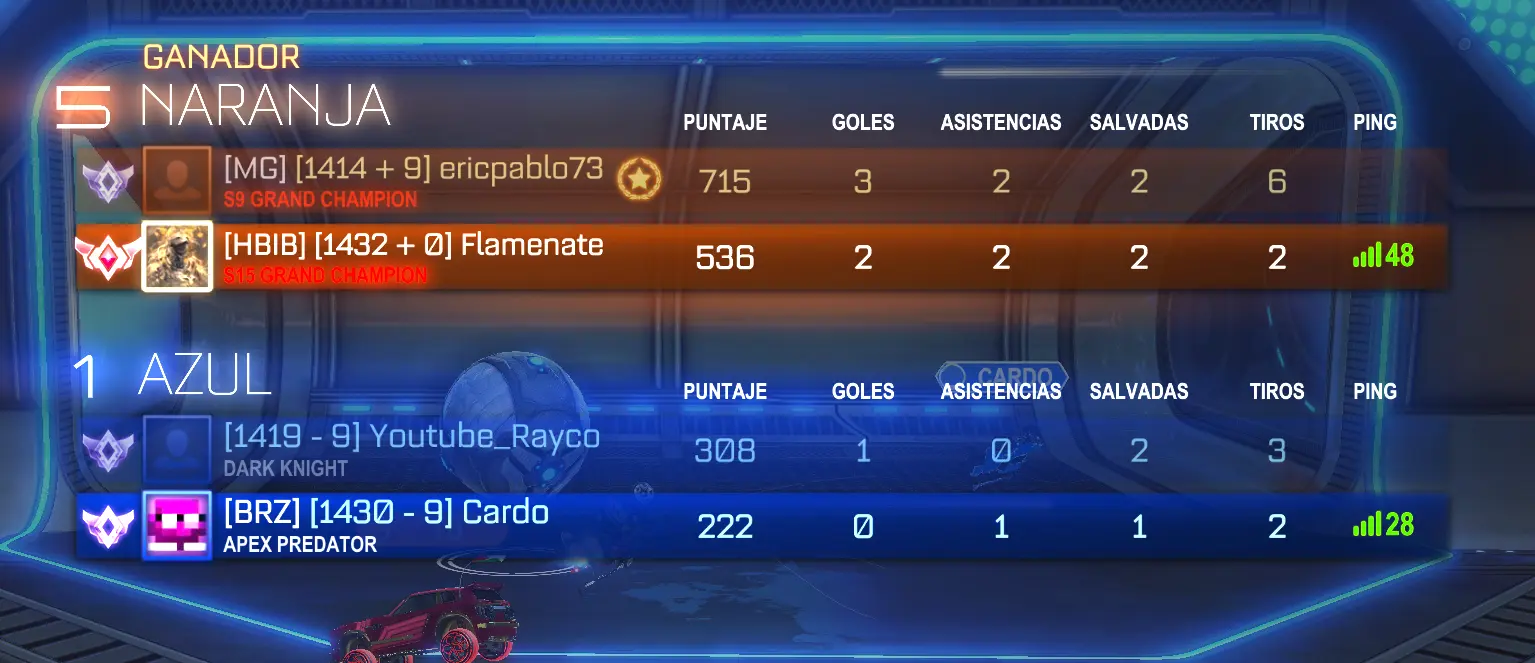 GANADOR
5 NARANJA
PUNTAJE GOLES ASISTENCIAS SALVADAS TIROS PING
[MG] [1414 + 9] ericpablo73 715 3 2 2 6
S9 GRAND CHAMPION
[HBIB] [1432 + 0] Flamenate 536 2 2 2 2 48
S15 GRAND CHAMPION
1 AZUL
CARDO
PUNTAJE GOLES ASISTENCIAS SALVADAS TIROS PING
[1419 - 9] Youtube_Rayco 308 1 0 2 3
DARK KNIGHT
[BRZ] [1430 - 9] Cardo 222 0 1 1 2 28
APEX PREDATOR